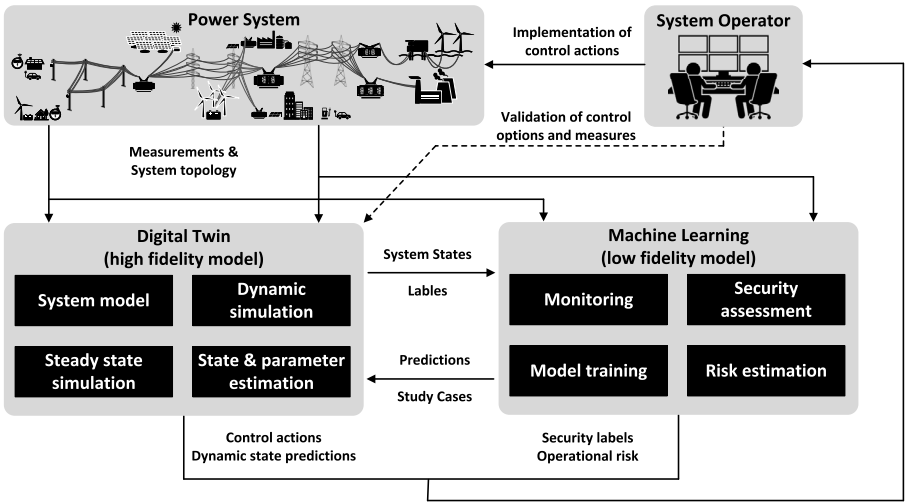 Power System
System Operator
Implementation of
control actions
Validation of control
options and measures
Measurements &
System topology
Digital Twin
(high fidelity model)
System model
Dynamic
simulation
Steady state
simulation
State & parameter
estimation
System States
Lables
Predictions
Study Cases
Machine Learning
(low fidelity model)
Monitoring
Security
assessment
Model training
Risk estimation
Control actions
Dynamic state predictions
Security labels
Operational risk